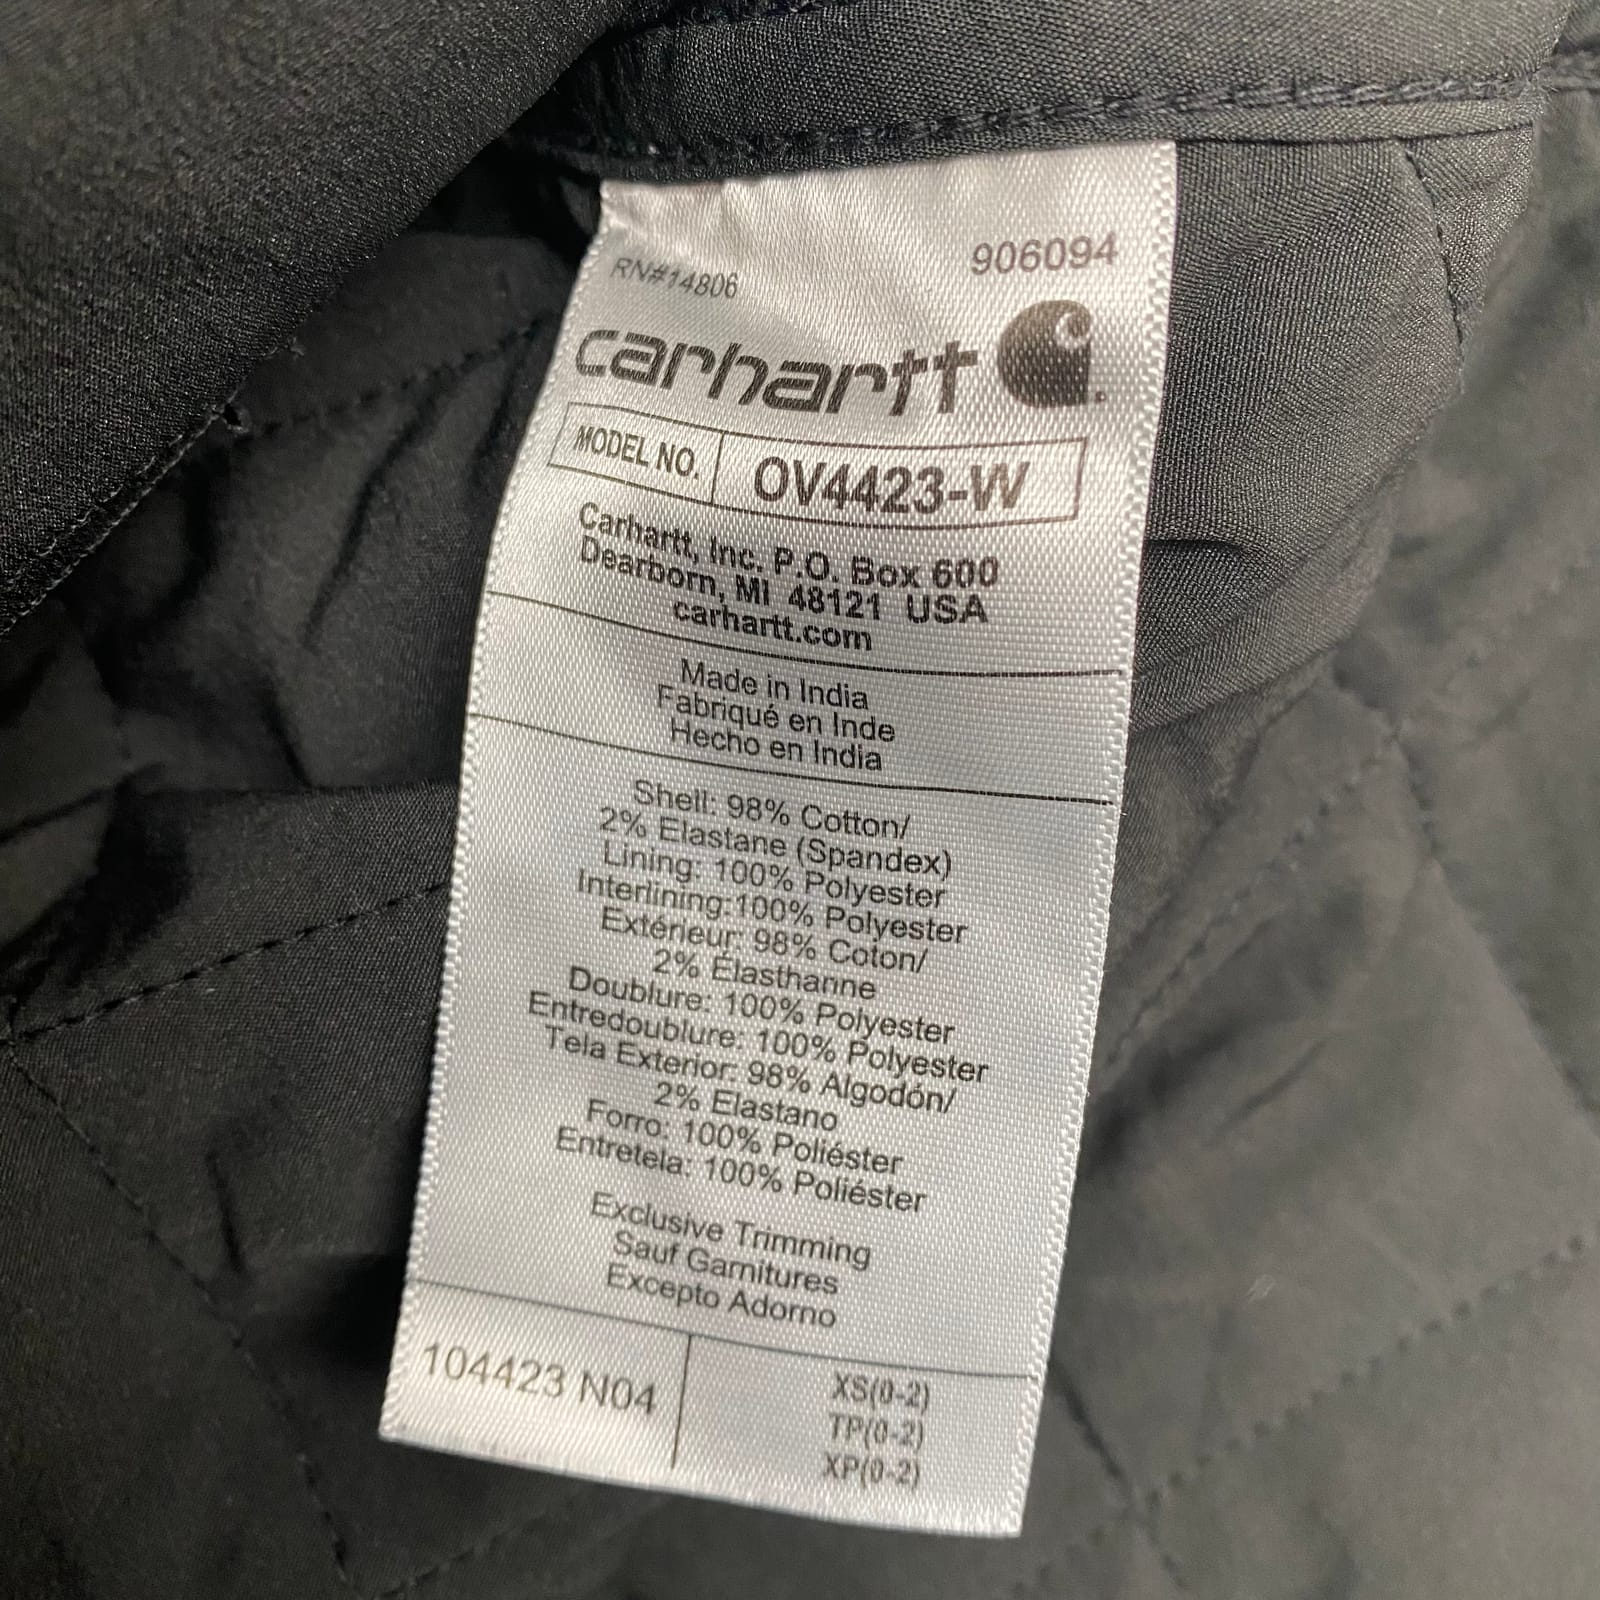 RN#14806
906094
carhartt
MODEL NO. OV4423-W
Carhartt, Inc. P.O. Box 600
Dearborn, MI 48121 USA
carhartt.com
Made in India
Fabriqué en Inde
Hecho en India
Shell: 98% Cotton/
2% Elastane (Spandex)
Lining: 100% Polyester
Interlining:100% Polyester
Extérieur: 98% Coton/
2% Élasthanne
Doublure: 100% Polyester
Entredoublure: 100% Polyester
Tela Exterior: 98% Algodón/
2% Elastano
Forro: 100% Poliéster
Entretela: 100% Poliéster
Exclusive Trimming
Sauf Garnitures
Excepto Adorno
104423 N04
XS(0-2)
TP(0-2)
XP(0-2)